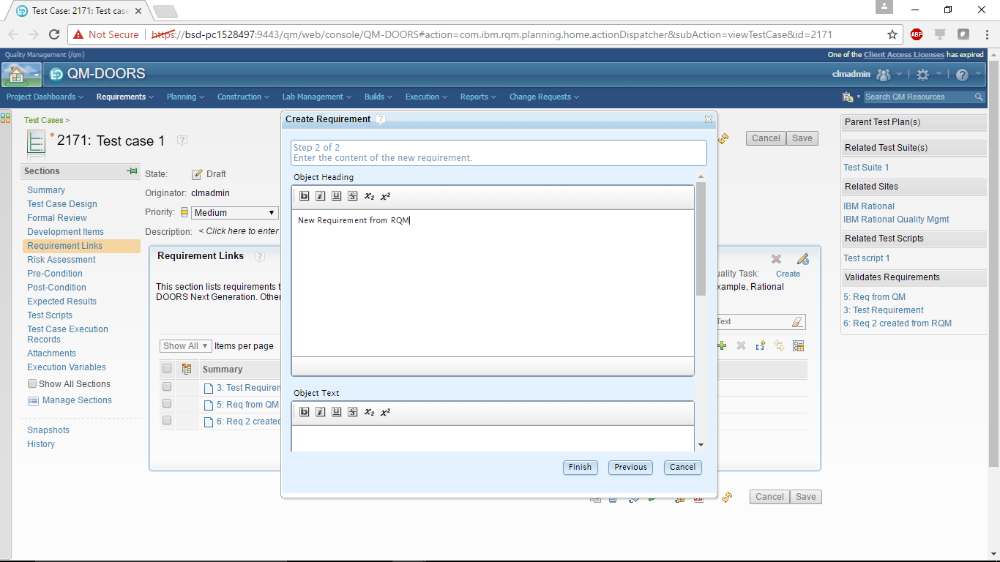 Test Case: 2171: Test case
Not Secure
https://bsd-pc1528497:9443/qm/web/console/QM-DOORS#action=com.ibm.rqm.planning.home.actionDispatcher&subAction=viewTestCase&id=2171
ABP
Quality Management (/qm)
One of the Client Access Licenses has expired
QM-DOORS
clmadmin
Project Dashboards
Requirements
Planning
Construction
Lab Management
Builds
Execution
Reports
Change Requests
Search QM Resources
Test Cases >
* 2171: Test case 1
Cancel
Save
Sections
Summary
Test Case Design
Formal Review
Development Items
Requirement Links
Risk Assessment
Pre-Condition
Post-Condition
Expected Results
Test Scripts
Test Case Execution
Records
Attachments
Execution Variables
Show All Sections
Manage Sections
Snapshots
History
State: Draft
Originator: clmadmin
Priority: Medium
Description: < Click here to enter
Requirement Links
This section lists requirements
DOORS Next Generation.
Task:
Create
Rational
Text
Show All
Items per page
Summary
3: Test
5: Req from QM
6: Req 2
Create Requirement
Step 2 of 2
Enter the content of the new requirement.
Object Heading
b i U S x2 x2
New Requirement from RQM
Object Text
b i U S x2 x2
Finish
Previous
Cancel
Cancel
Save
Parent Test Plan(s)
Related Test Suite(s)
Test Suite 1
Related Sites
IBM Rational
IBM Rational Quality Mgmt
Related Test Scripts
Test script 1
Validates Requirements
5: Req from QM
3: Test Requirement
6: Req 2 created from RQM